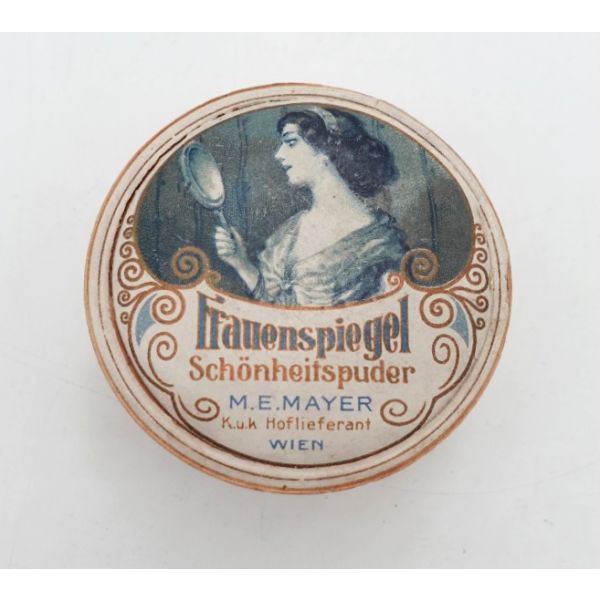 Frauenspiegel
Schönheitspuder
M.E.MAYER
K.u.k Hoflieferant
WIEN